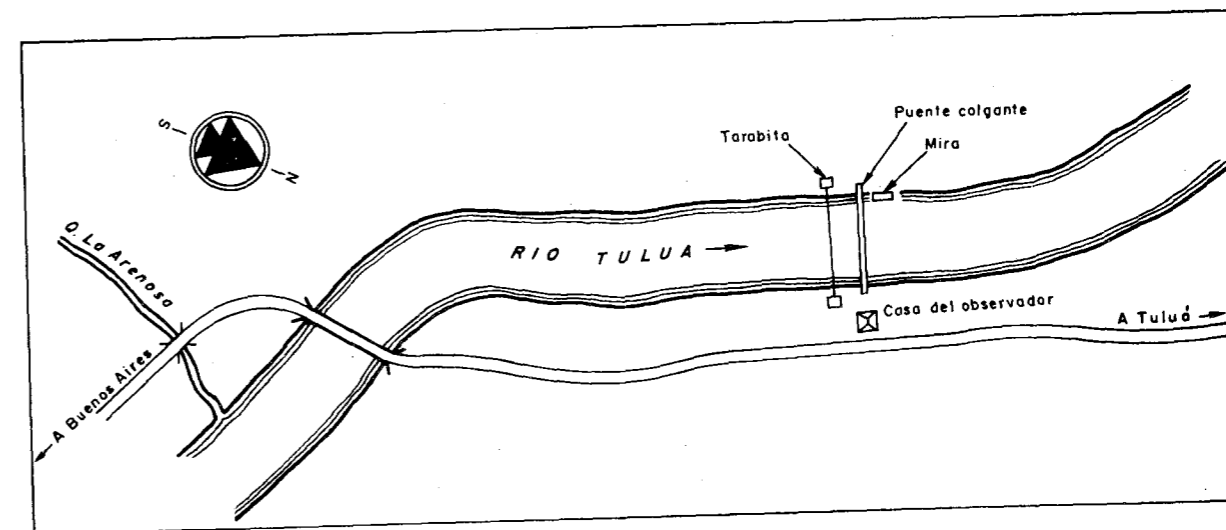 Puente colgante
Tarabita
Mira
S
N
Q. La Arenosa
RIO TULUA
Casa del observador
A Tuluá
A Buenos Aires